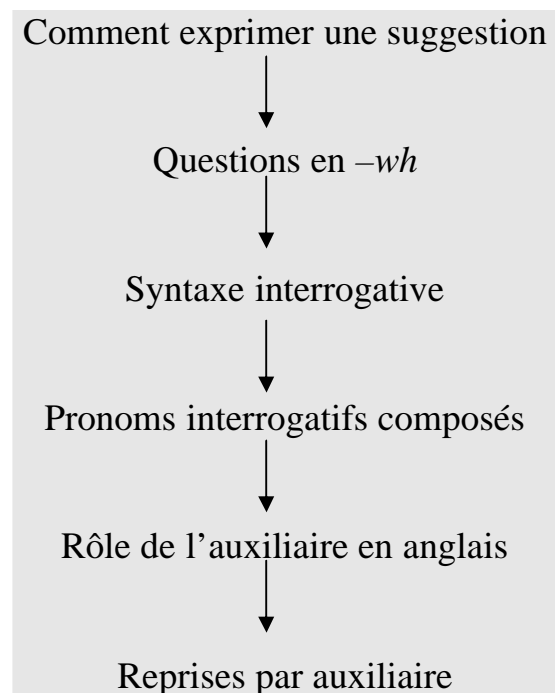 Comment exprimer une suggestion
Questions en –wh
Syntaxe interrogative
Pronoms interrogatifs composés
Rôle de l’auxiliaire en anglais
Reprises par auxiliaire